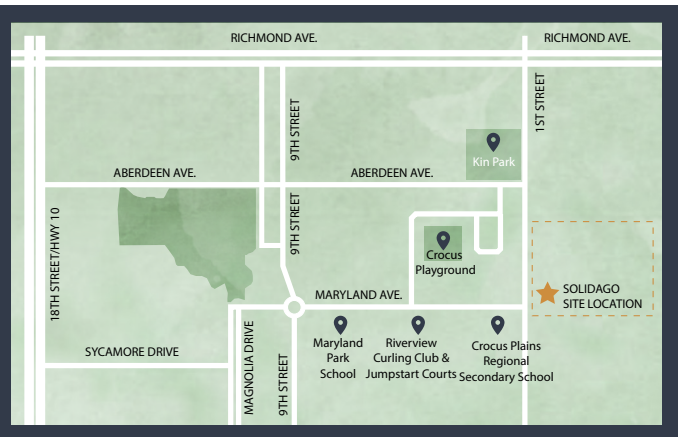 RICHMOND AVE.
RICHMOND AVE.
9TH STREET
1ST STREET
Kin Park
ABERDEEN AVE.
ABERDEEN AVE.
18TH STREET/HWY 10
9TH STREET
Crocus
Playground
SOLIDAGO
SITE LOCATION
MARYLAND AVE.
SYCAMORE DRIVE
MAGNOLIA DRIVE
9TH STREET
Maryland
Park
School
Riverview
Curling Club &
Jumpstart Courts
Crocus Plains
Regional
Secondary School